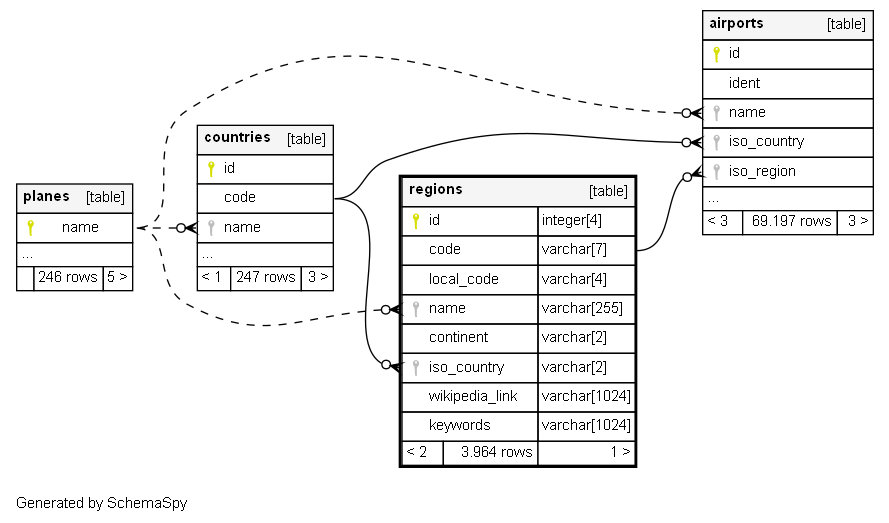 airports [table]
id
ident
name
iso_country
iso_region
...
< 3 69.197 rows 3 >
countries [table]
id
code
name
...
< 1 247 rows 3 >
planes [table]
name
...
246 rows 5 >
regions [table]
id integer[4]
code varchar[7]
local_code varchar[4]
name varchar[255]
continent varchar[2]
iso_country varchar[2]
wikipedia_link varchar[1024]
keywords varchar[1024]
< 2 3.964 rows 1 >
Generated by SchemaSpy